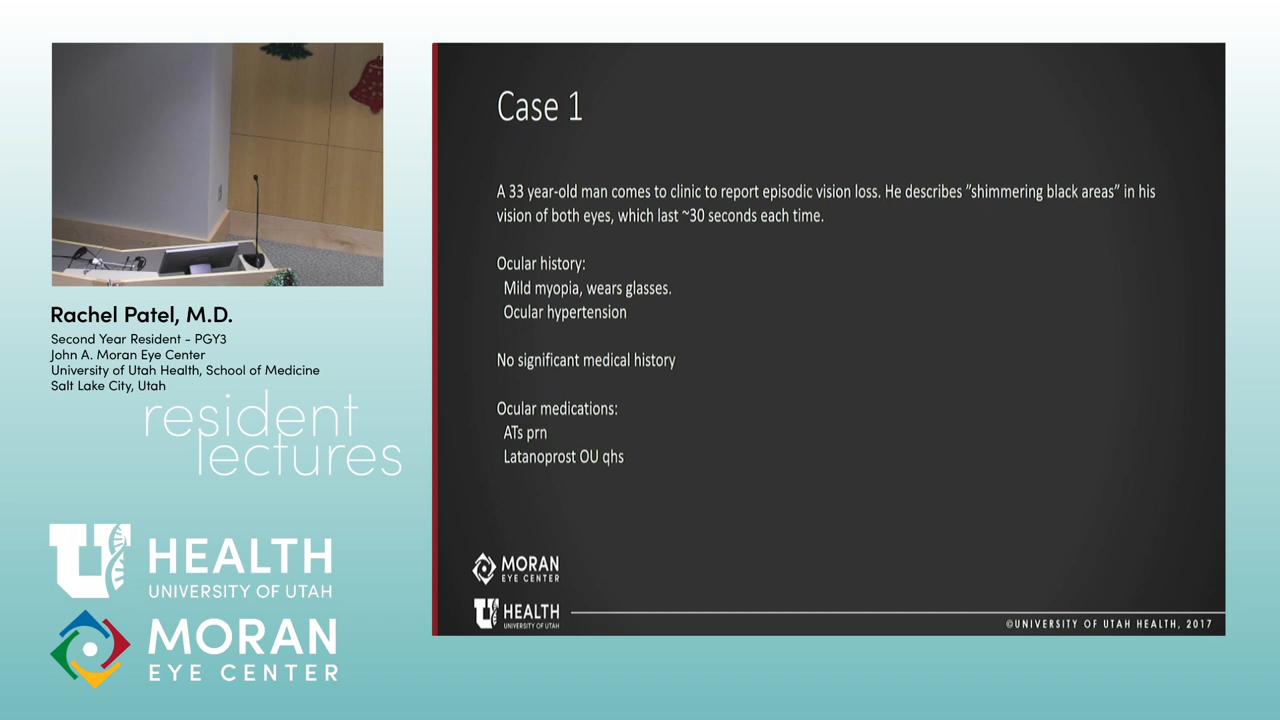 Rachel Patel, M.D.
Second Year Resident - PGY3
John A. Moran Eye Center
University of Utah Health, School of Medicine
Salt Lake City, Utah
resident
lectures
U HEALTH
UNIVERSITY OF UTAH
MORAN
EYE CENTER
Case 1
A 33 year-old man comes to clinic to report episodic vision loss. He describes ”shimmering black areas” in his
vision of both eyes, which last ~30 seconds each time.
Ocular history:
Mild myopia, wears glasses.
Ocular hypertension
No significant medical history
Ocular medications:
ATs prn
Latanoprost OU qhs
MORAN
EYE CENTER
U HEALTH
UNIVERSITY OF UTAH
©UNIVERSITY OF UTAH HEALTH, 2017